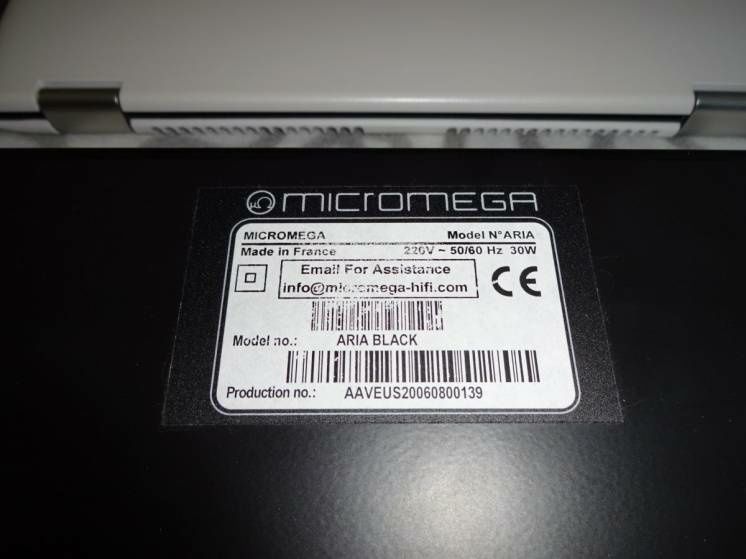 MICROMEGA
MICROMEGA Model N°ARIA
Made in France 220V ~ 50/60 Hz 30W
Email For Assistance
info@micromega-hifi.com
CE
Model no.: ARIA BLACK
Production no.: AAVEUS20060800139